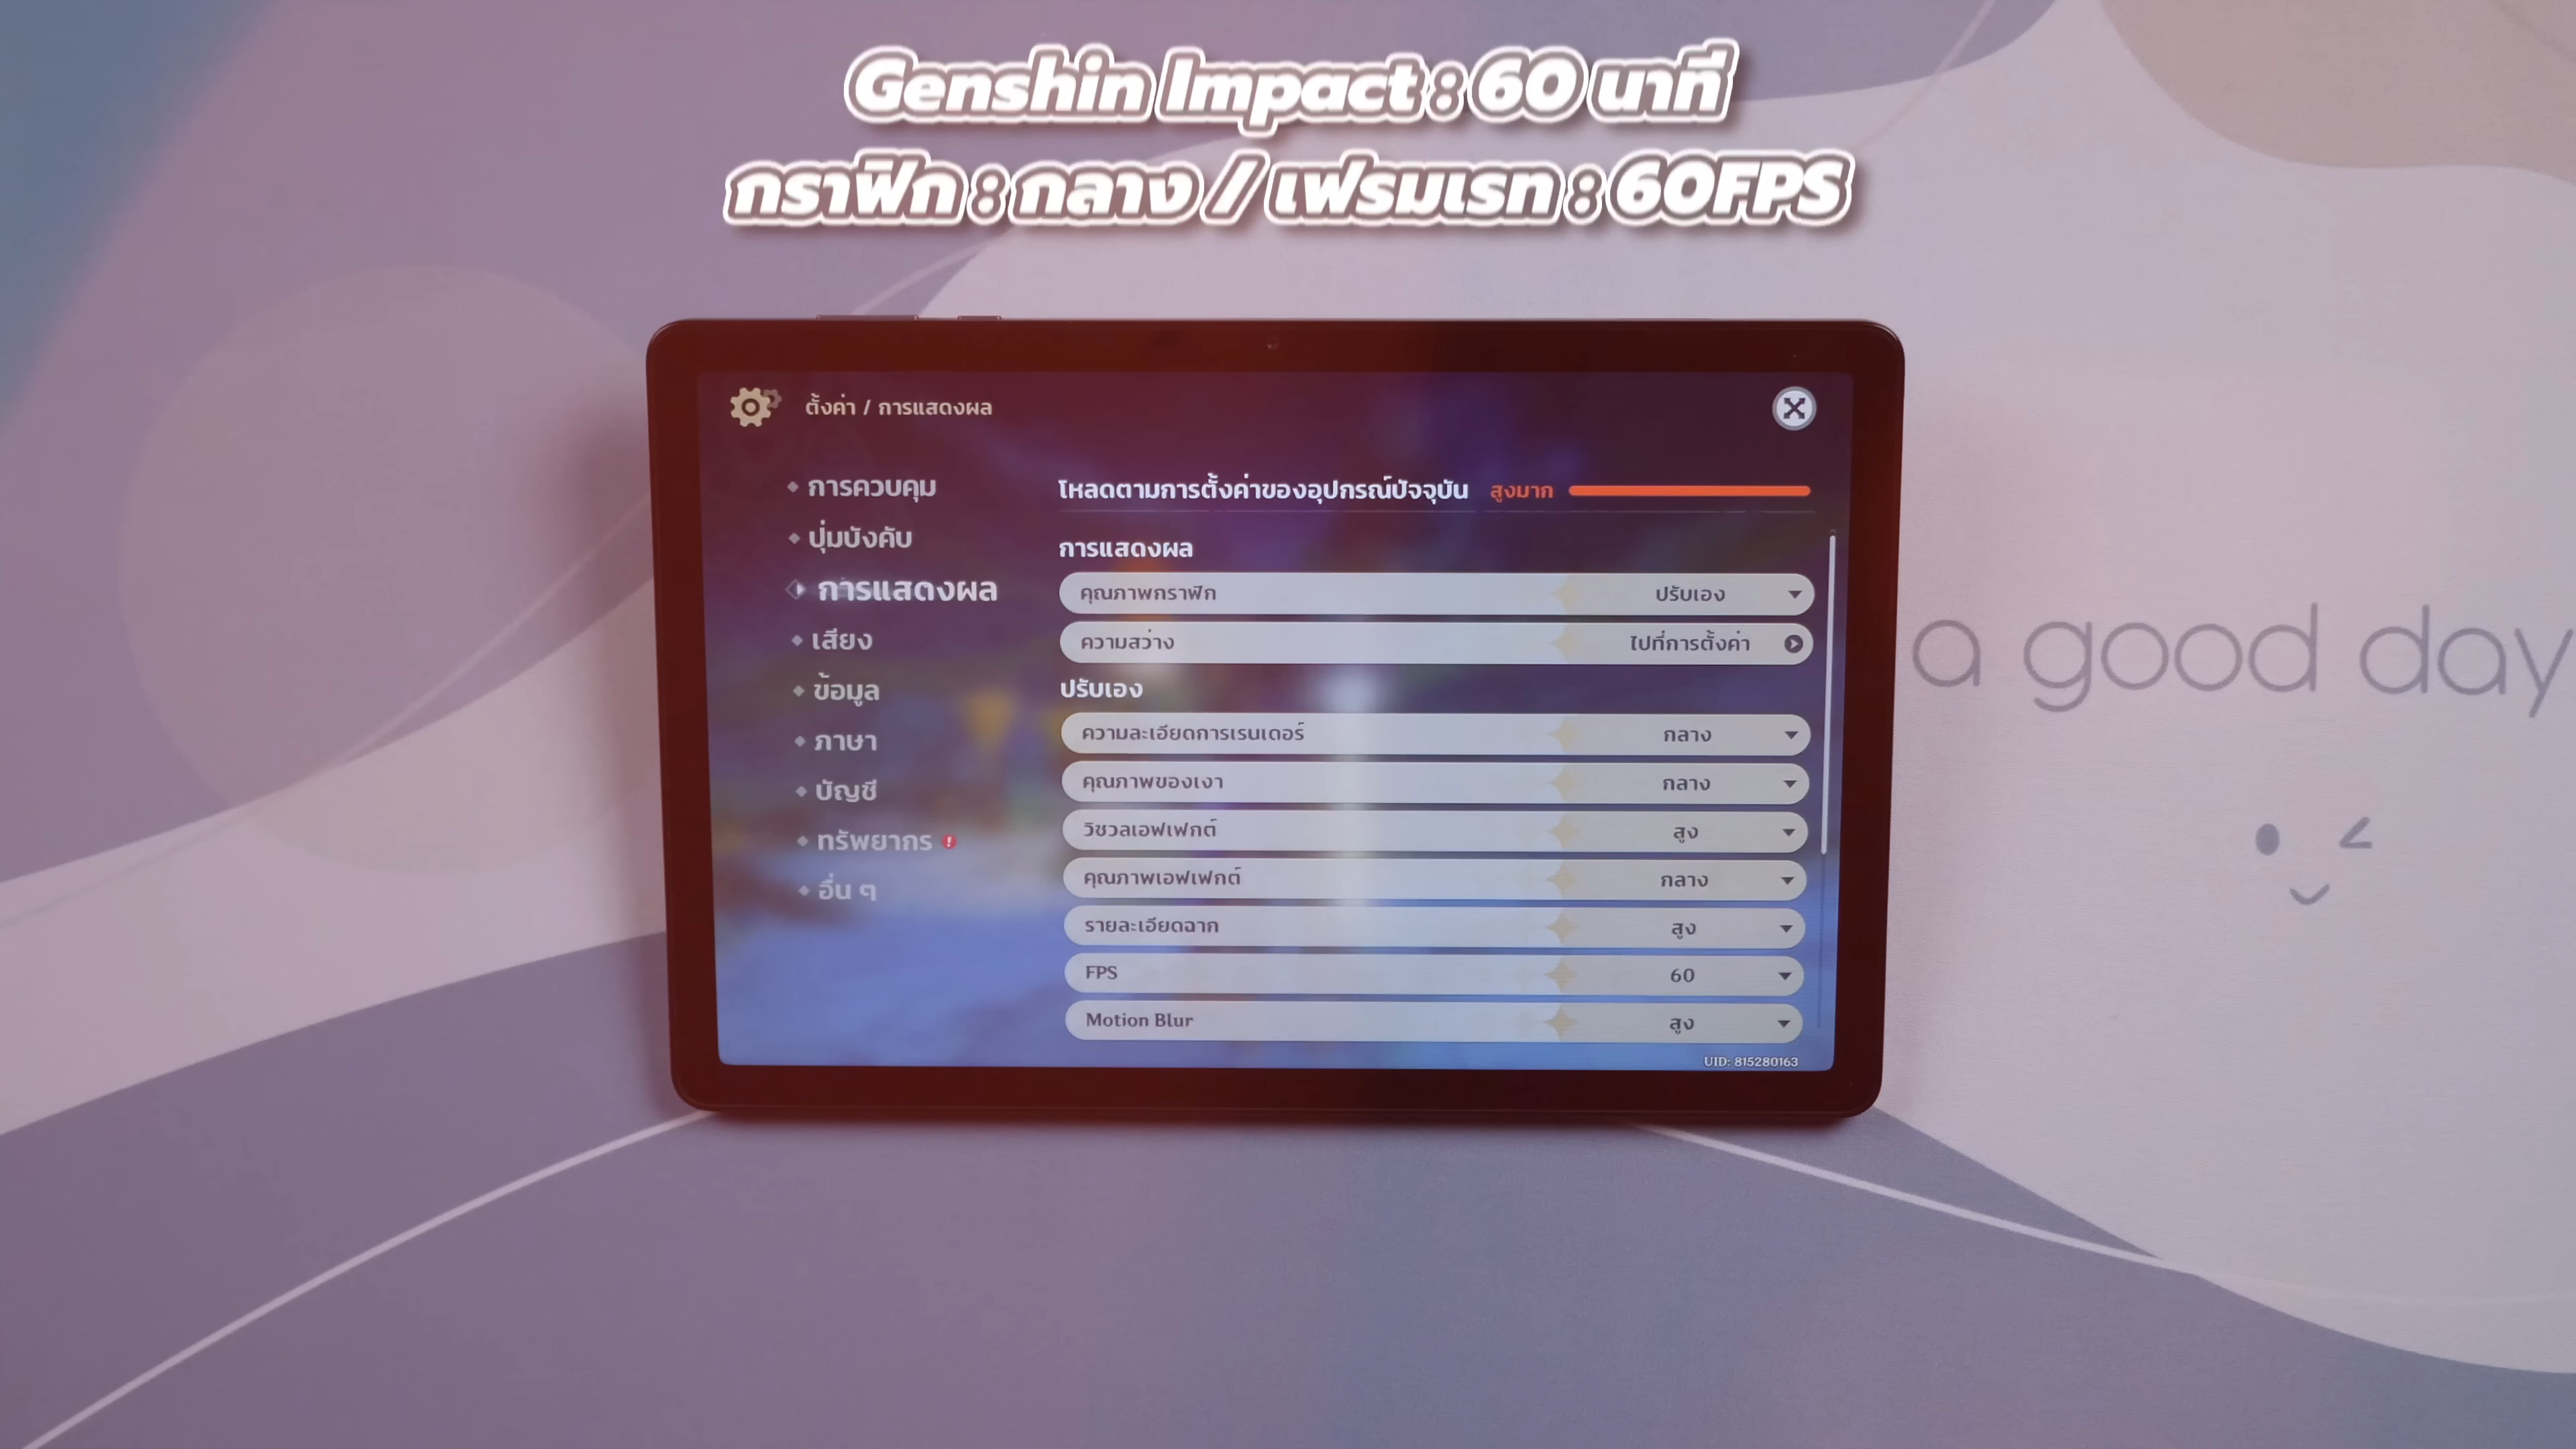 Genshin Impact : 60 นาที
กราฟิก : กลาง / เฟรมเรท : 60FPS
ตั้งค่า / การแสดงผล
การควบคุม
ปุ่มบังคับ
การแสดงผล
เสียง
ข้อมูล
ภาษา
บัญชี
ทรัพยากร !
อื่น ๆ
โหลดตามการตั้งค่าของอุปกรณ์ปัจจุบัน สูงมาก
การแสดงผล
คุณภาพกราฟิก ปรับเอง
ความสว่าง ไปที่การตั้งค่า
ปรับเอง
ความละเอียดการเรนเดอร์ กลาง
คุณภาพของเงา กลาง
วิชวลเอฟเฟกต์ สูง
คุณภาพเอฟเฟกต์ กลาง
รายละเอียดฉาก สูง
FPS 60
Motion Blur สูง
UID: 815280163
a good day